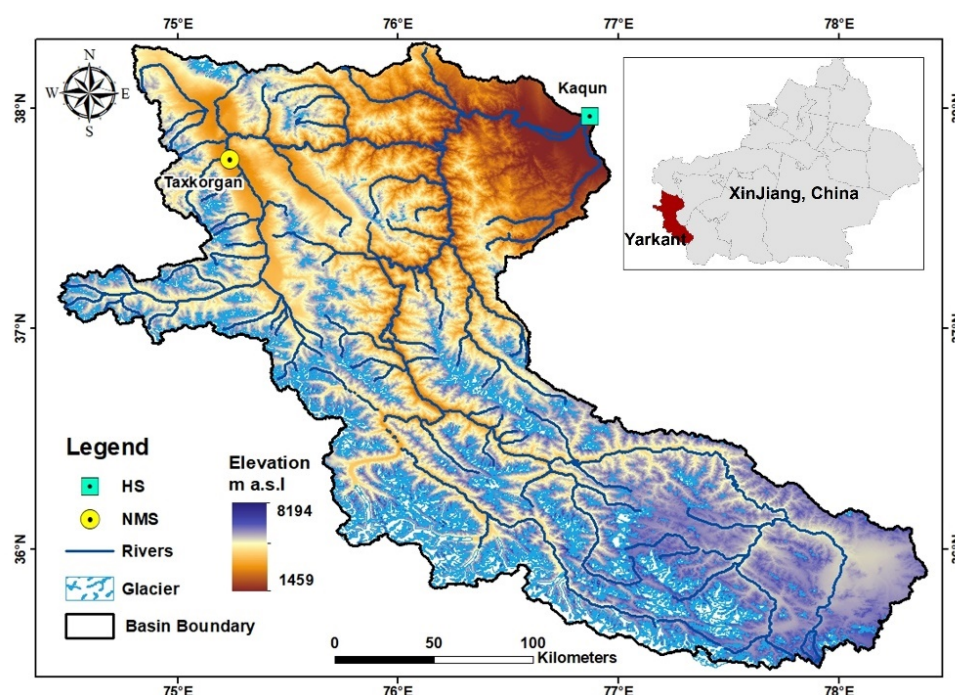 75°E 76°E 77°E 78°E
N
W E
S
38°N
Kaqun
Taxkorgan
XinJiang, China
Yarkant
37°N
36°N
Legend
HS
NMS
Rivers
Glacier
Basin Boundary
Elevation
m a.s.l
8194
1459
0 50 100
Kilometers
75°E 76°E 77°E 78°E